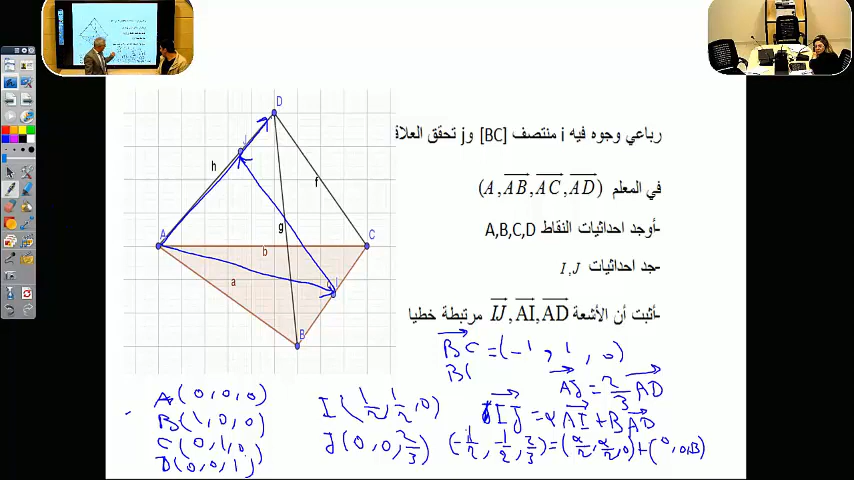 رباعي وجوه فيه i منتصف [BC] وj تحقق العلاق
في المعلم (A, AB, AC, AD)
-أوجد احداثيات النقاط A,B,C,D
-جد احداثيات I,J
-أثبت أن الأشعة IJ, AI, AD مرتبطة خطيا
D
h
f
g
A
b
C
a
B
BC = (-1, 1, 0)
B(
AJ = 2/3 AD
IJ = α AI + B AD
(-1/2, -1/2, 2/3) = (α/2, α/2, 0) + (0, 0, B)
A(0, 0, 0)
B(1, 0, 0)
C(0, 1, 0)
D(0, 0, 1)
I(1/2, 1/2, 0)
J(0, 0, 2/3)